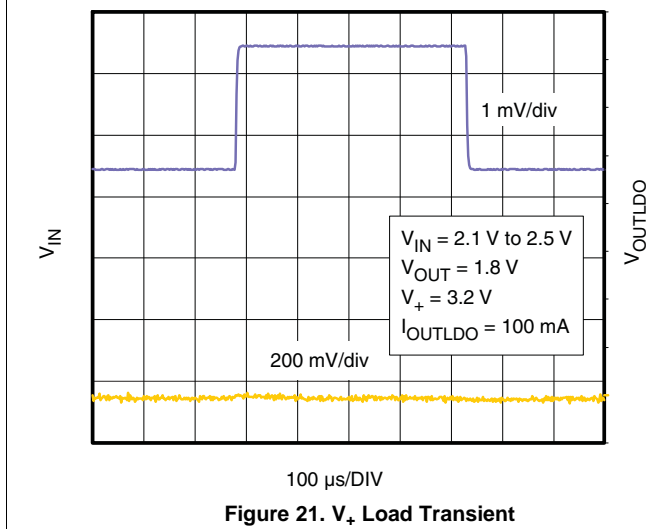 1 mV/div
V_IN
V_OUTLDO
V_IN = 2.1 V to 2.5 V
V_OUT = 1.8 V
V_+ = 3.2 V
I_OUTLDO = 100 mA
200 mV/div
100 μs/DIV
Figure 21. V_+ Load Transient